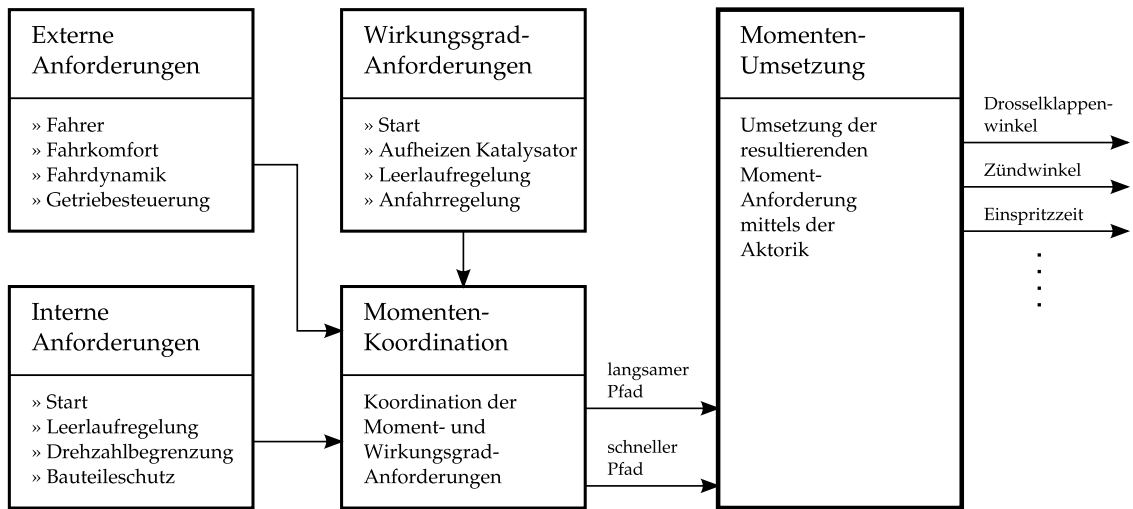 Externe
Anforderungen
» Fahrer
» Fahrkomfort
» Fahrdynamik
» Getriebesteuerung
Wirkungsgrad-
Anforderungen
» Start
» Aufheizen Katalysator
» Leerlaufregelung
» Anfahrregelung
Interne
Anforderungen
» Start
» Leerlaufregelung
» Drehzahlbegrenzung
» Bauteileschutz
Momenten-
Koordination
Koordination der
Moment- und
Wirkungsgrad-
Anforderungen
langsamer
Pfad
schneller
Pfad
Momenten-
Umsetzung
Umsetzung der
resultierenden
Moment-
Anforderung
mittels der
Aktorik
Drosselklappen-
winkel
Zündwinkel
Einspritzzeit